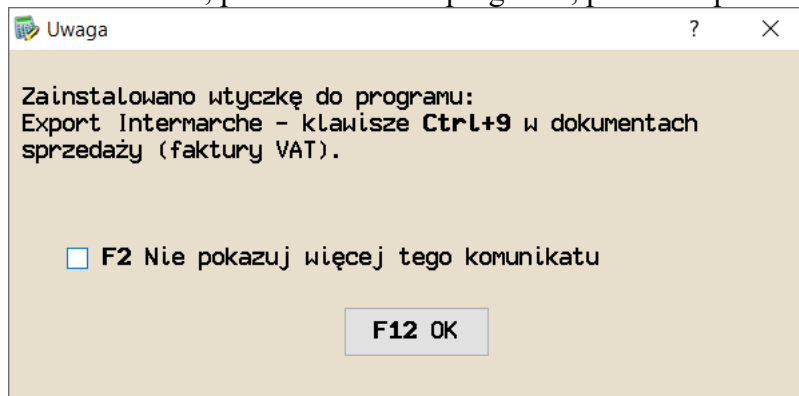 Uwaga
?
Zainstalowano wtyczkę do programu:
Export Intermarche - klawisze Ctrl+9 w dokumentach
sprzedaży (faktury VAT).
F2 Nie pokazuj więcej tego komunikatu
F12 OK